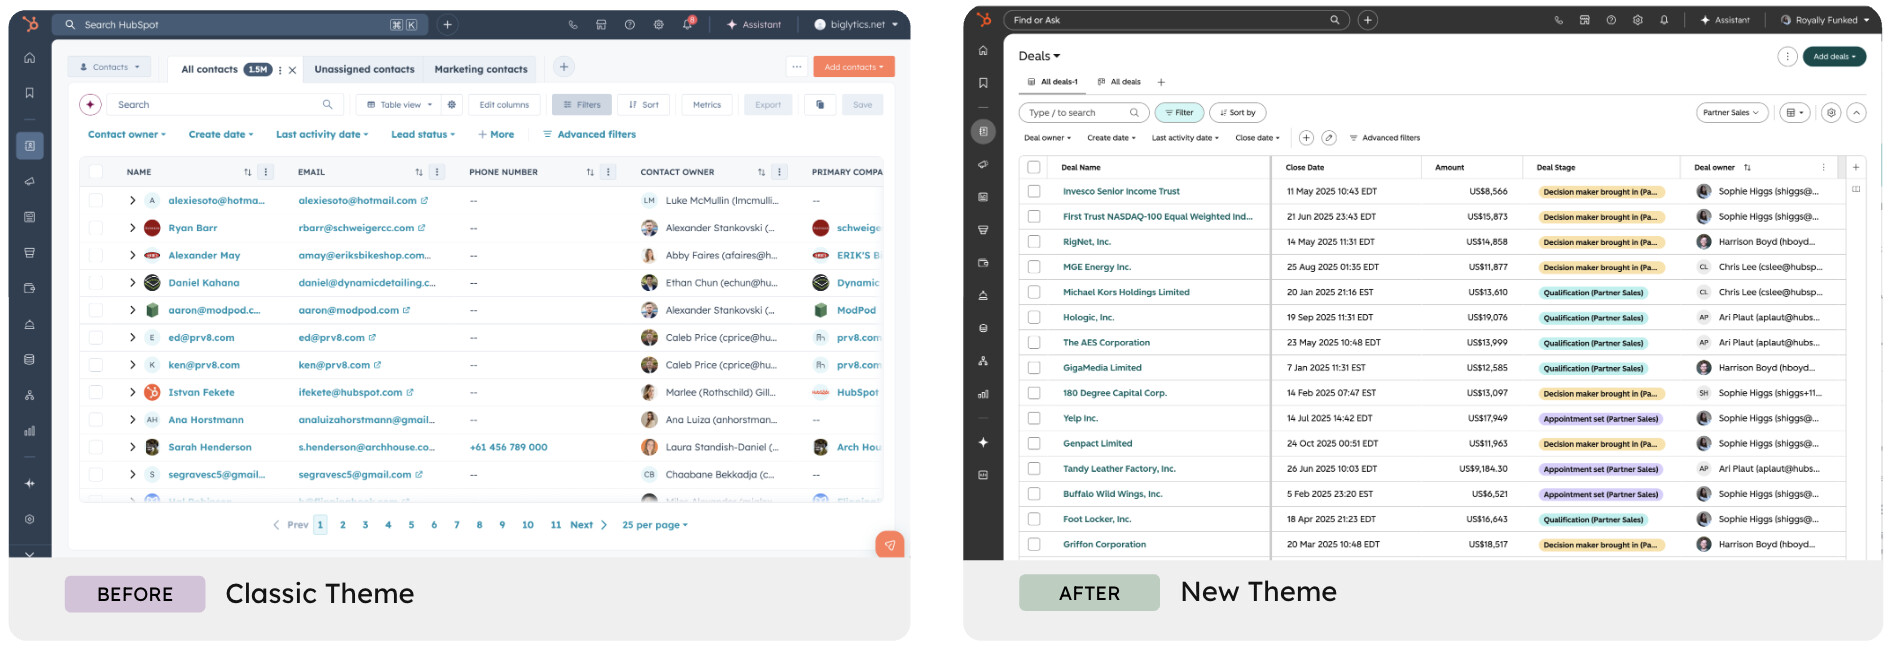 Search HubSpot ⌘ K + 8 Assistant biglytics.net
Contacts All contacts 1.5M Unassigned contacts Marketing contacts + ... Add contacts
Search Table view Edit columns Filters Sort Metrics Export Save
Contact owner Create date Last activity date Lead status + More Advanced filters
NAME EMAIL PHONE NUMBER CONTACT OWNER PRIMARY COMPA
A alexiesoto@hotma... alexiesoto@hotmail.com -- LM Luke McMullin (lmcmulli... --
Ryan Barr rbarr@schweigercc.com -- Alexander Stankovski (... schweige
Alexander May amay@eriksbikeshop.com... -- Abby Faires (afaires@h... ERIK'S B
Daniel Kahana daniel@dynamicdetailing.c... -- Ethan Chun (echun@hu... Dynamic
aaron@modpod.c... aaron@modpod.com -- Alexander Stankovski (... ModPod
E ed@prv8.com ed@prv8.com -- Caleb Price (cprice@hu... prv8.com
K ken@prv8.com ken@prv8.com -- Caleb Price (cprice@hu... prv8.com
Istvan Fekete ifekete@hubspot.com -- Marlee (Rothschild) Gill... HubSpot
AH Ana Horstmann analuizahorstmann@gmail... -- Ana Luiza (anhorstman... --
Sarah Henderson s.henderson@archhouse.co... +61 456 789 000 Laura Standish-Daniel (... Arch Hou
S segravesc5@gmail... segravesc5@gmail.com -- CB Chaabane Bekkadja (c... --
Prev 1 2 3 4 5 6 7 8 9 10 11 Next 25 per page
BEFORE Classic Theme
Find or Ask + Assistant Royally Funked
Deals Add deals
All deals-1 All deals +
Type / to search Filter Sort by Partner Sales
Deal owner Create date Last activity date Close date + Advanced filters
Deal Name Close Date Amount Deal Stage Deal owner +
Invesco Senior Income Trust 11 May 2025 10:43 EDT US$8,566 Decision maker brought in (Pa... Sophie Higgs (shiggs@...
First Trust NASDAQ-100 Equal Weighted Ind... 21 Jun 2025 23:43 EDT US$15,873 Decision maker brought in (Pa... Sophie Higgs (shiggs@...
RigNet, Inc. 14 May 2025 11:31 EDT US$14,858 Decision maker brought in (Pa... Harrison Boyd (hboyd...
MGE Energy Inc. 25 Aug 2025 01:35 EDT US$11,877 Decision maker brought in (Pa... CL Chris Lee (cslee@hubsp...
Michael Kors Holdings Limited 20 Jan 2025 21:16 EST US$13,610 Qualification (Partner Sales) CL Chris Lee (cslee@hubsp...
Hologic, Inc. 19 Sep 2025 11:31 EDT US$19,076 Qualification (Partner Sales) AP Ari Plaut (aplaut@hubs...
The AES Corporation 23 May 2025 10:48 EDT US$13,999 Qualification (Partner Sales) AP Ari Plaut (aplaut@hubs...
GigaMedia Limited 7 Jan 2025 11:31 EST US$12,585 Qualification (Partner Sales) Harrison Boyd (hboyd...
180 Degree Capital Corp. 14 Feb 2025 07:47 EST US$13,097 Decision maker brought in (Pa... SH Sophie Higgs (shiggs+11...
Yelp Inc. 14 Jul 2025 14:42 EDT US$17,949 Appointment set (Partner Sales) Sophie Higgs (shiggs@...
Genpact Limited 24 Oct 2025 00:51 EDT US$11,963 Decision maker brought in (Pa... Sophie Higgs (shiggs@...
Tandy Leather Factory, Inc. 26 Jun 2025 10:03 EDT US$9,184.30 Appointment set (Partner Sales) AP Ari Plaut (aplaut@hubs...
Buffalo Wild Wings, Inc. 5 Feb 2025 23:20 EST US$6,521 Appointment set (Partner Sales) Sophie Higgs (shiggs@...
Foot Locker, Inc. 18 Apr 2025 21:23 EDT US$16,643 Qualification (Partner Sales) Sophie Higgs (shiggs@...
Griffon Corporation 20 Mar 2025 10:48 EDT US$18,517 Decision maker brought in (Pa... Harrison Boyd (hboyd...
AFTER New Theme